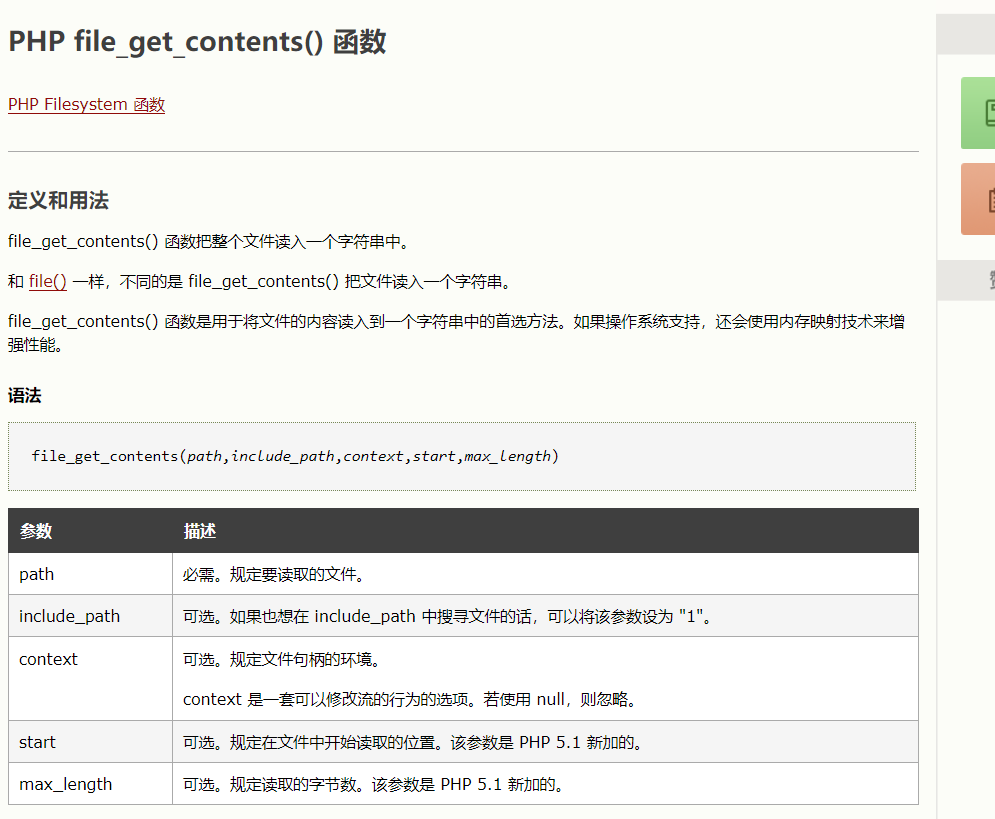 PHP file_get_contents() 函数
PHP Filesystem 函数
定义和用法
file_get_contents() 函数把整个文件读入一个字符串中。
和 file() 一样，不同的是 file_get_contents() 把文件读入一个字符串。
file_get_contents() 函数是用于将文件的内容读入到一个字符串中的首选方法。如果操作系统支持，还会使用内存映射技术来增
强性能。
语法
file_get_contents(path,include_path,context,start,max_length)
参数 描述
path 必需。规定要读取的文件。
include_path 可选。如果也想在 include_path 中搜寻文件的话，可以将该参数设为 "1"。
context 可选。规定文件句柄的环境。
context 是一套可以修改流的行为的选项。若使用 null，则忽略。
start 可选。规定在文件中开始读取的位置。该参数是 PHP 5.1 新加的。
max_length 可选。规定读取的字节数。该参数是 PHP 5.1 新加的。